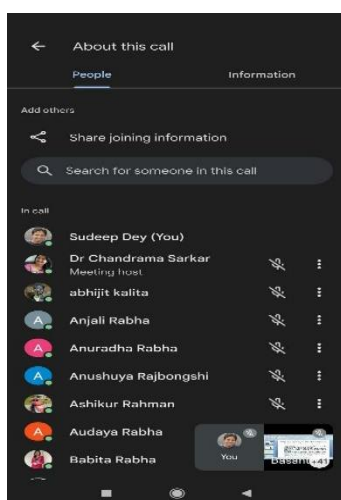 About this call
People Information
Add others
Share joining information
Search for someone in this call
In call
Sudeep Dey (You)
Dr Chandrama Sarkar
Meeting host
abhijit kalita
A Anjali Rabha
A Anuradha Rabha
A Anushuya Rajbongshi
Ashikur Rahman
A Audaya Rabha
B Babita Rabha
You
+41